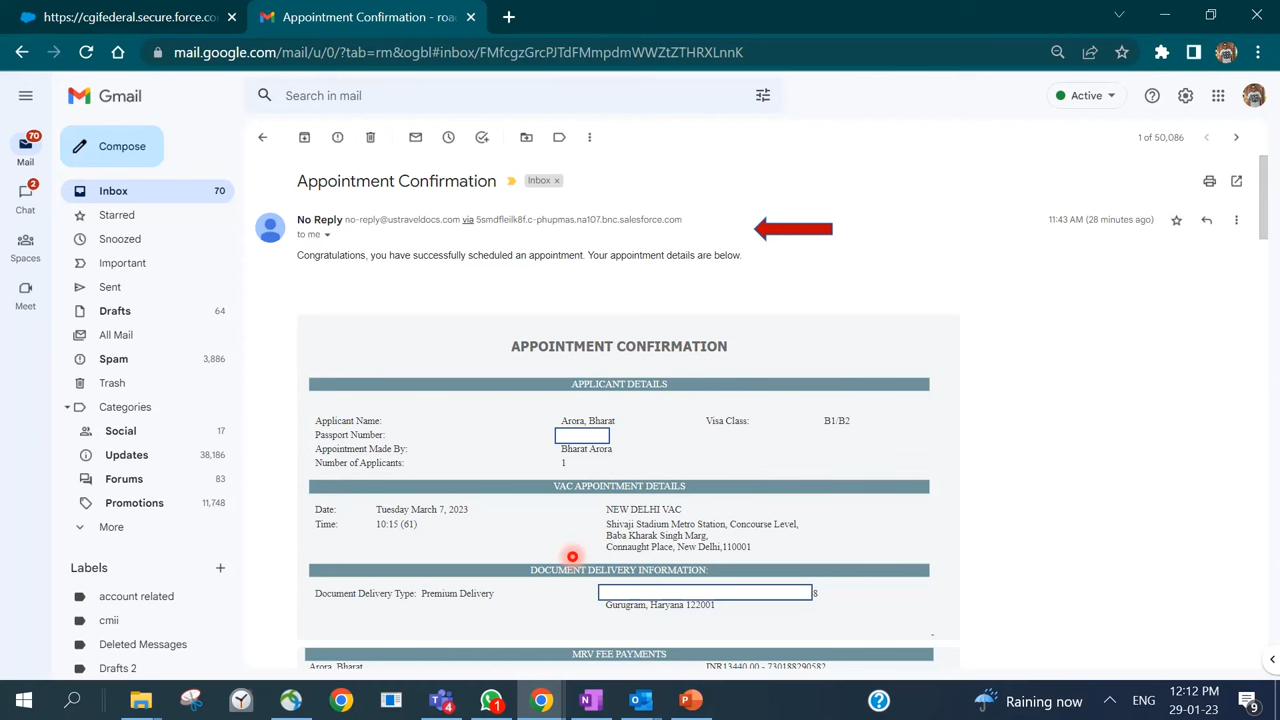 https://cgifederal.secure.force.co
Appointment Confirmation - roa
mail.google.com/mail/u/0/?tab=rm&ogbl#inbox/FMfcgzGrcPJTdFMmpdmWWZtZTHRXLnnK
Gmail
Search in mail
Active
70
Mail
Compose
1 of 50,086
Inbox 70
Appointment Confirmation Inbox
2
Chat
Starred
No Reply no-reply@ustraveldocs.com via 5smdfleilk8f.c-phupmas.na107.bnc.salesforce.com
11:43 AM (28 minutes ago)
to me
Spaces
Snoozed
Congratulations, you have successfully scheduled an appointment. Your appointment details are below.
Important
Meet
Sent
Drafts 64
All Mail
Spam 3,886
Trash
Categories
Social 17
Updates 38,186
Forums 83
Promotions 11,748
More
Labels
account related
cmii
Deleted Messages
Drafts 2
APPOINTMENT CONFIRMATION
APPLICANT DETAILS
Applicant Name: Arora, Bharat Visa Class: B1/B2
Passport Number:
Appointment Made By: Bharat Arora
Number of Applicants: 1
VAC APPOINTMENT DETAILS
Date: Tuesday March 7, 2023 NEW DELHI VAC
Time: 10:15 (61) Shivaji Stadium Metro Station, Concourse Level,
Baba Kharak Singh Marg,
Connaught Place, New Delhi,110001
DOCUMENT DELIVERY INFORMATION:
Document Delivery Type: Premium Delivery 8
Gurugram, Haryana 122001
MRV FEE PAYMENTS
Arora, Bharat INR13440.00 - 730188290582
4
1
Raining now
ENG
12:12 PM
29-01-23
9